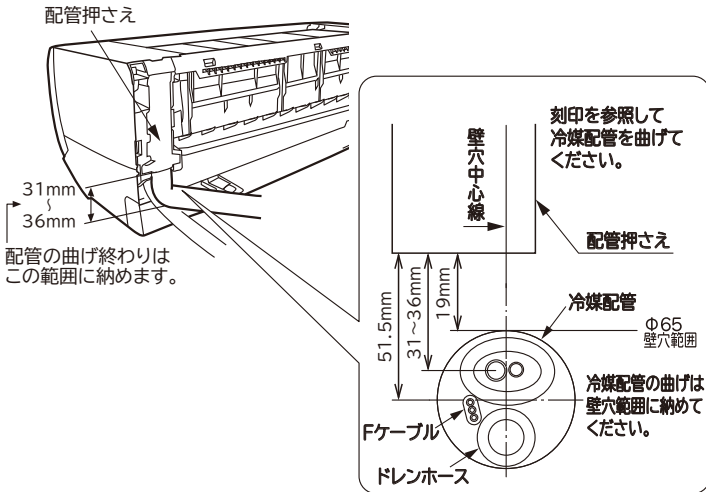 配管押さえ
31mm
〜
36mm
配管の曲げ終わりは
この範囲に納めます。
刻印を参照して
冷媒配管を曲げて
ください。
壁穴中心線
配管押さえ
51.5mm
31~36mm
19mm
冷媒配管
Φ65
壁穴範囲
冷媒配管の曲げは
壁穴範囲に納めて
ください。
Fケーブル
ドレンホース